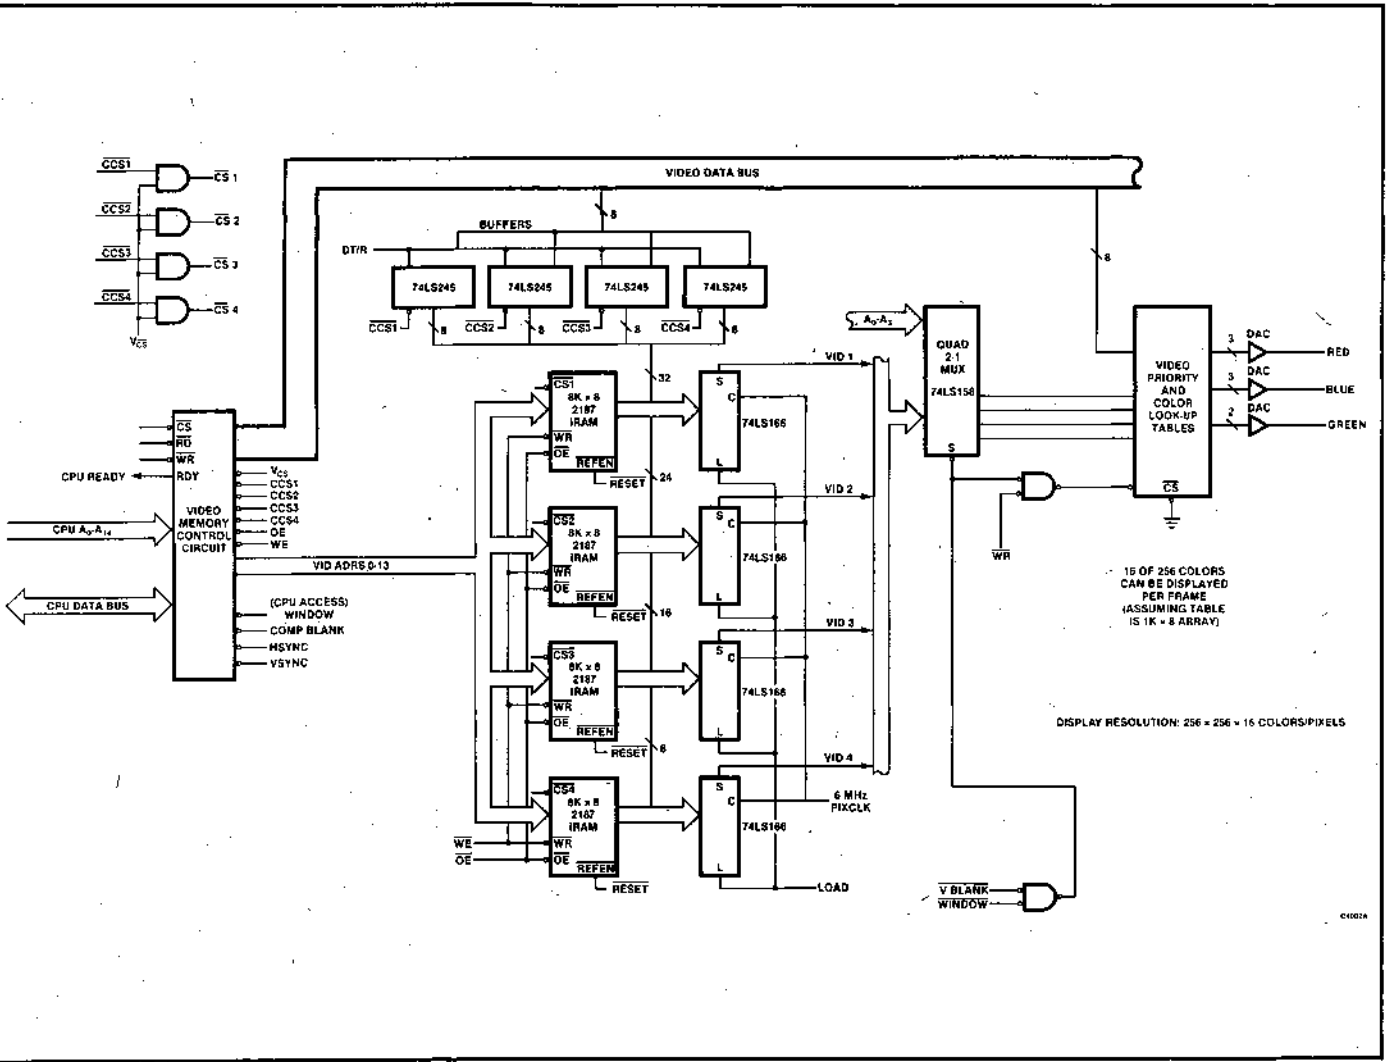 CCS1
CS 1
CCS2
CS 2
CCS3
CS 3
CCS4
CS 4
VCS
VIDEO DATA BUS
8
BUFFERS
DT/R
74LS245
74LS245
74LS245
74LS245
CCS1
8
CCS2
8
CCS3
8
CCS4
8
8
A0-A3
QUAD
2-1
MUX
74LS158
S
VIDEO
PRIORITY
AND
COLOR
LOOK-UP
TABLES
CS
3
DAC
RED
3
DAC
BLUE
2
DAC
GREEN
CS
RD
WR
CPU READY
RDY
VIDEO
MEMORY
CONTROL
CIRCUIT
VCS
CCS1
CCS2
CCS3
CCS4
OE
WE
CPU A0-A14
VID ADRS 0-13
CPU DATA BUS
(CPU ACCESS)
WINDOW
COMP BLANK
HSYNC
VSYNC
32
CS1
8K × 8
2187
IRAM
WR
OE
REFEN
RESET
24
S
C
L
74LS166
VID 1
CS2
8K × 8
2187
IRAM
WR
OE
REFEN
RESET
16
S
C
L
74LS166
VID 2
CS3
8K × 8
2187
IRAM
WR
OE
REFEN
RESET
8
S
C
L
74LS166
VID 3
CS4
8K × 8
2187
IRAM
WR
OE
REFEN
RESET
S
C
L
74LS166
VID 4
WE
OE
6 MHz
PIXCLK
LOAD
WR
16 OF 256 COLORS
CAN BE DISPLAYED
PER FRAME
(ASSUMING TABLE
IS 1K × 8 ARRAY)
DISPLAY RESOLUTION: 256 × 256 × 16 COLORS/PIXELS
V BLANK
WINDOW
C4002A